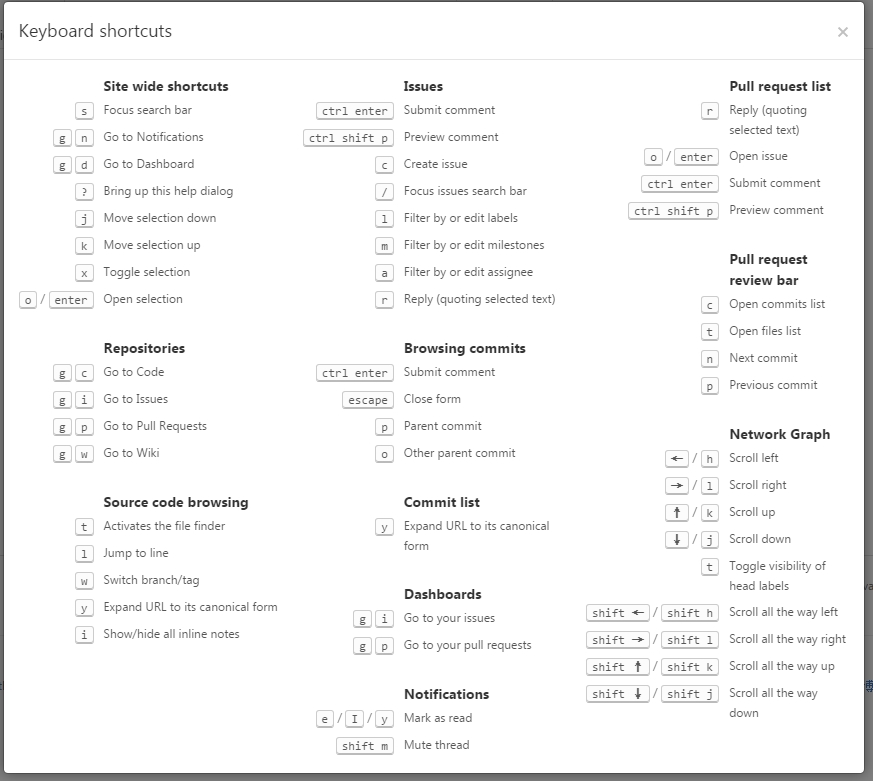 Keyboard shortcuts ×
Site wide shortcuts
s Focus search bar
g n Go to Notifications
g d Go to Dashboard
? Bring up this help dialog
j Move selection down
k Move selection up
x Toggle selection
o / enter Open selection
Repositories
g c Go to Code
g i Go to Issues
g p Go to Pull Requests
g w Go to Wiki
Source code browsing
t Activates the file finder
l Jump to line
w Switch branch/tag
y Expand URL to its canonical form
i Show/hide all inline notes
Issues
ctrl enter Submit comment
ctrl shift p Preview comment
c Create issue
/ Focus issues search bar
l Filter by or edit labels
m Filter by or edit milestones
a Filter by or edit assignee
r Reply (quoting selected text)
Browsing commits
ctrl enter Submit comment
escape Close form
p Parent commit
o Other parent commit
Commit list
y Expand URL to its canonical
form
Dashboards
g i Go to your issues
g p Go to your pull requests
Notifications
e / I / y Mark as read
shift m Mute thread
Pull request list
r Reply (quoting
selected text)
o / enter Open issue
ctrl enter Submit comment
ctrl shift p Preview comment
Pull request
review bar
c Open commits list
t Open files list
n Next commit
p Previous commit
Network Graph
← / h Scroll left
→ / l Scroll right
↑ / k Scroll up
↓ / j Scroll down
t Toggle visibility of
head labels
shift ← / shift h Scroll all the way left
shift → / shift l Scroll all the way right
shift ↑ / shift k Scroll all the way up
shift ↓ / shift j Scroll all the way
down